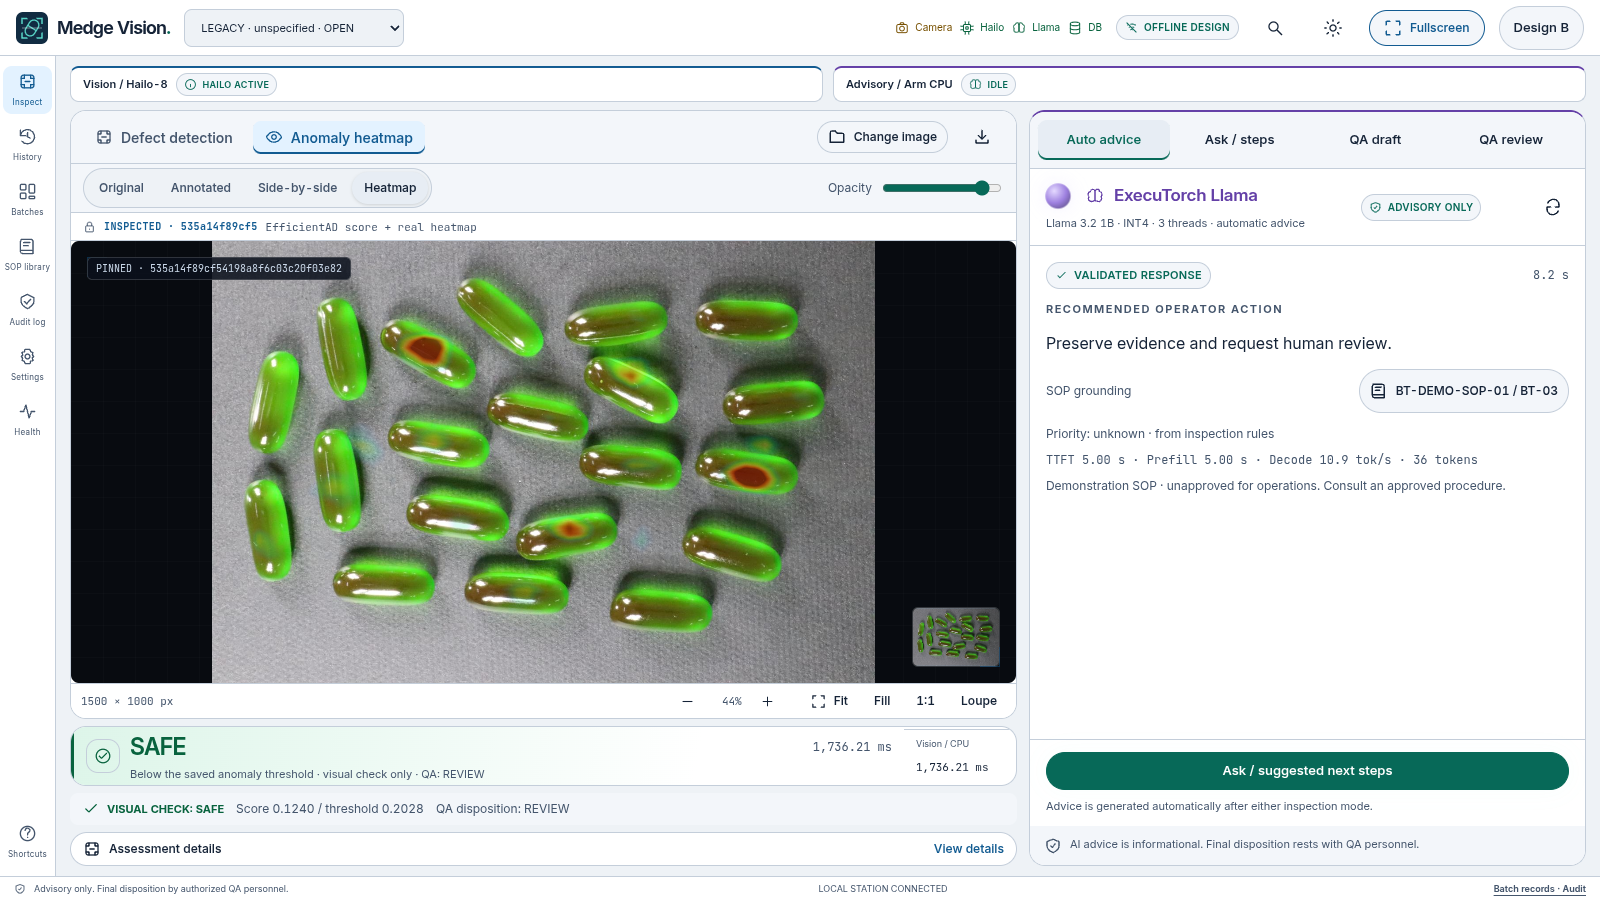 Medge Vision.
LEGACY · unspecified · OPEN
Camera
Hailo
Llama
DB
OFFLINE DESIGN
Fullscreen
Design B
Inspect
History
Batches
SOP library
Audit log
Settings
Health
Shortcuts
Vision / Hailo-8
HAILO ACTIVE
Advisory / Arm CPU
IDLE
Defect detection
Anomaly heatmap
Change image
Original
Annotated
Side-by-side
Heatmap
Opacity
INSPECTED · 535a14f89cf5 EfficientAD score + real heatmap
PINNED · 535a14f89cf54198a8f6c03c20f03e82
1500 × 1000 px
44%
Fit
Fill
1:1
Loupe
SAFE
Below the saved anomaly threshold · visual check only · QA: REVIEW
1,736.21 ms
Vision / CPU
1,736.21 ms
VISUAL CHECK: SAFE Score 0.1240 / threshold 0.2028 QA disposition: REVIEW
Assessment details
View details
Auto advice
Ask / steps
QA draft
QA review
ExecuTorch Llama
Llama 3.2 1B · INT4 · 3 threads · automatic advice
ADVISORY ONLY
VALIDATED RESPONSE
8.2 s
RECOMMENDED OPERATOR ACTION
Preserve evidence and request human review.
SOP grounding
BT-DEMO-SOP-01 / BT-03
Priority: unknown · from inspection rules
TTFT 5.00 s · Prefill 5.00 s · Decode 10.9 tok/s · 36 tokens
Demonstration SOP · unapproved for operations. Consult an approved procedure.
Ask / suggested next steps
Advice is generated automatically after either inspection mode.
AI advice is informational. Final disposition rests with QA personnel.
Advisory only. Final disposition by authorized QA personnel.
LOCAL STATION CONNECTED
Batch records · Audit